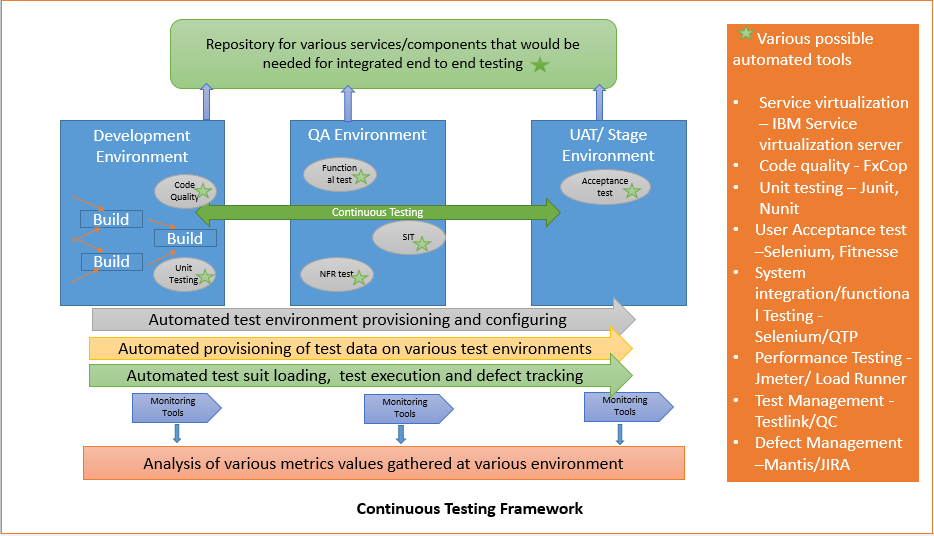 Repository for various services/components that would be
needed for integrated end to end testing
Development
Environment
QA Environment
UAT/ Stage
Environment
Code
Quality
Function
al test
Acceptance
test
Continuous Testing
Build
Build
Build
SIT
Unit
Testing
NFR test
Automated test environment provisioning and configuring
Automated provisioning of test data on various test environments
Automated test suit loading, test execution and defect tracking
Monitoring
Tools
Monitoring
Tools
Monitoring
Tools
Analysis of various metrics values gathered at various environment
Continuous Testing Framework
Various possible
automated tools
• Service virtualization
– IBM Service
virtualization server
• Code quality - FxCop
• Unit testing – Junit,
Nunit
• User Acceptance test
–Selenium, Fitnesse
• System
integration/functiona
l Testing -
Selenium/QTP
• Performance Testing -
Jmeter/ Load Runner
• Test Management -
Testlink/QC
• Defect Management
–Mantis/JIRA